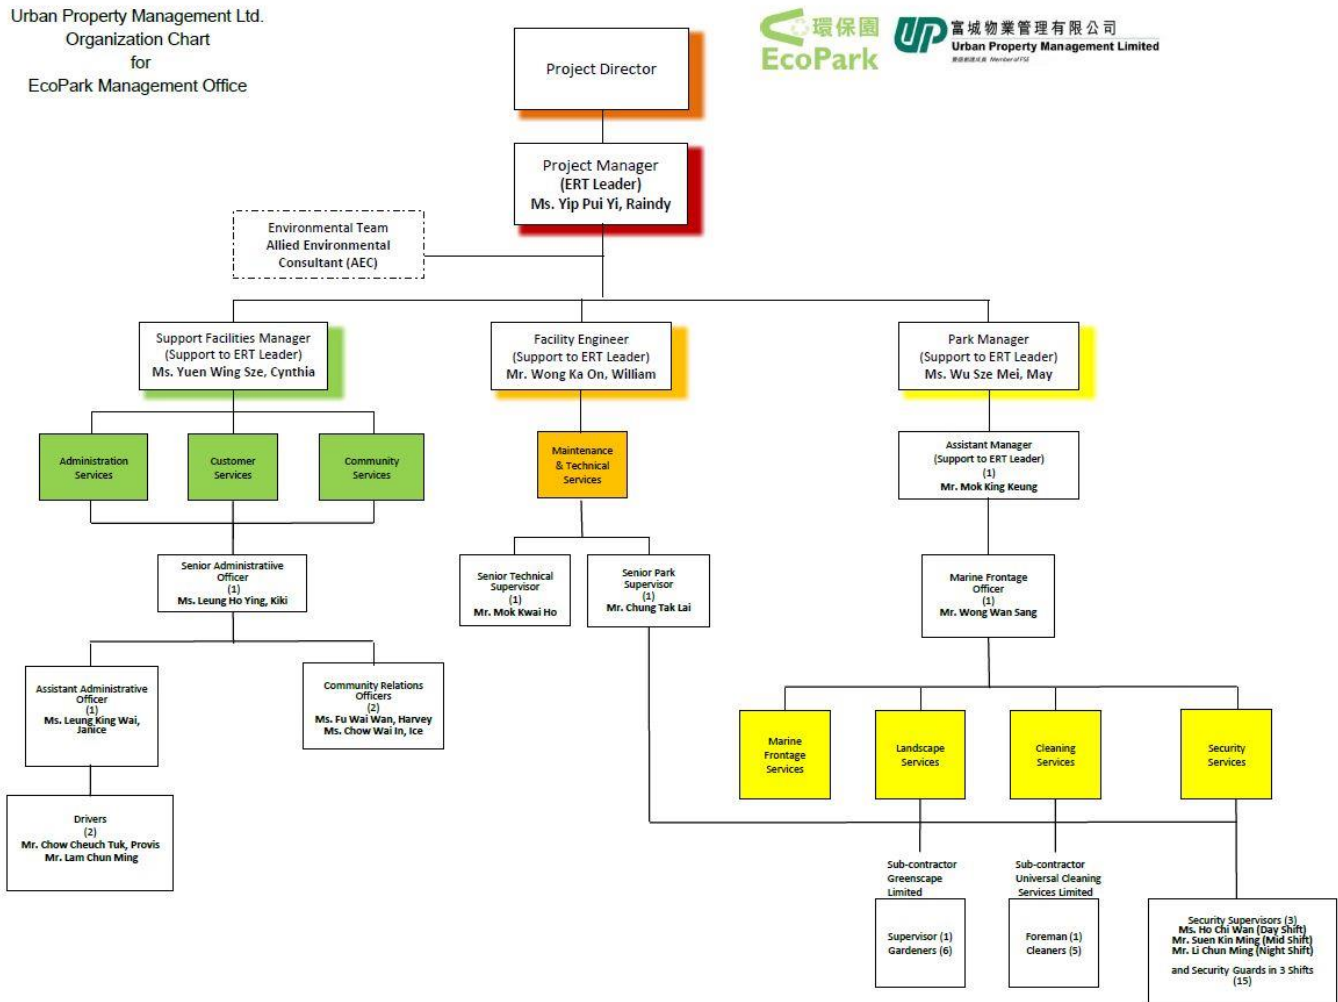 Urban Property Management Ltd.
Organization Chart
for
EcoPark Management Office
環保園
EcoPark
UP
富城物業管理有限公司
Urban Property Management Limited
豐盛創建成員 Member of FSE
Project Director
Project Manager
(ERT Leader)
Ms. Yip Pui Yi, Raindy
Environmental Team
Allied Environmental
Consultant (AEC)
Support Facilities Manager
(Support to ERT Leader)
Ms. Yuen Wing Sze, Cynthia
Facility Engineer
(Support to ERT Leader)
Mr. Wong Ka On, William
Park Manager
(Support to ERT Leader)
Ms. Wu Sze Mei, May
Administration
Services
Customer
Services
Community
Services
Maintenance
& Technical
Services
Assistant Manager
(Support to ERT Leader)
(1)
Mr. Mok King Keung
Senior Administratiive
Officer
(1)
Ms. Leung Ho Ying, Kiki
Senior Technical
Supervisor
(1)
Mr. Mok Kwai Ho
Senior Park
Supervisor
(1)
Mr. Chung Tak Lai
Marine Frontage
Officer
(1)
Mr. Wong Wan Sang
Assistant Administrative
Officer
(1)
Ms. Leung King Wai,
Janice
Community Relations
Officers
(2)
Ms. Fu Wai Wan, Harvey
Ms. Chow Wai In, Ice
Marine
Frontage
Services
Landscape
Services
Cleaning
Services
Security
Services
Drivers
(2)
Mr. Chow Cheuch Tuk, Provis
Mr. Lam Chun Ming
Sub-contractor
Greenscape
Limited
Sub-contractor
Universal Cleaning
Services Limited
Supervisor (1)
Gardeners (6)
Foreman (1)
Cleaners (5)
Security Supervisors (3)
Ms. Ho Chi Wan (Day Shift)
Mr. Suen Kin Ming (Mid Shift)
Mr. Li Chun Ming (Night Shift)
and Security Guards in 3 Shifts
(15)